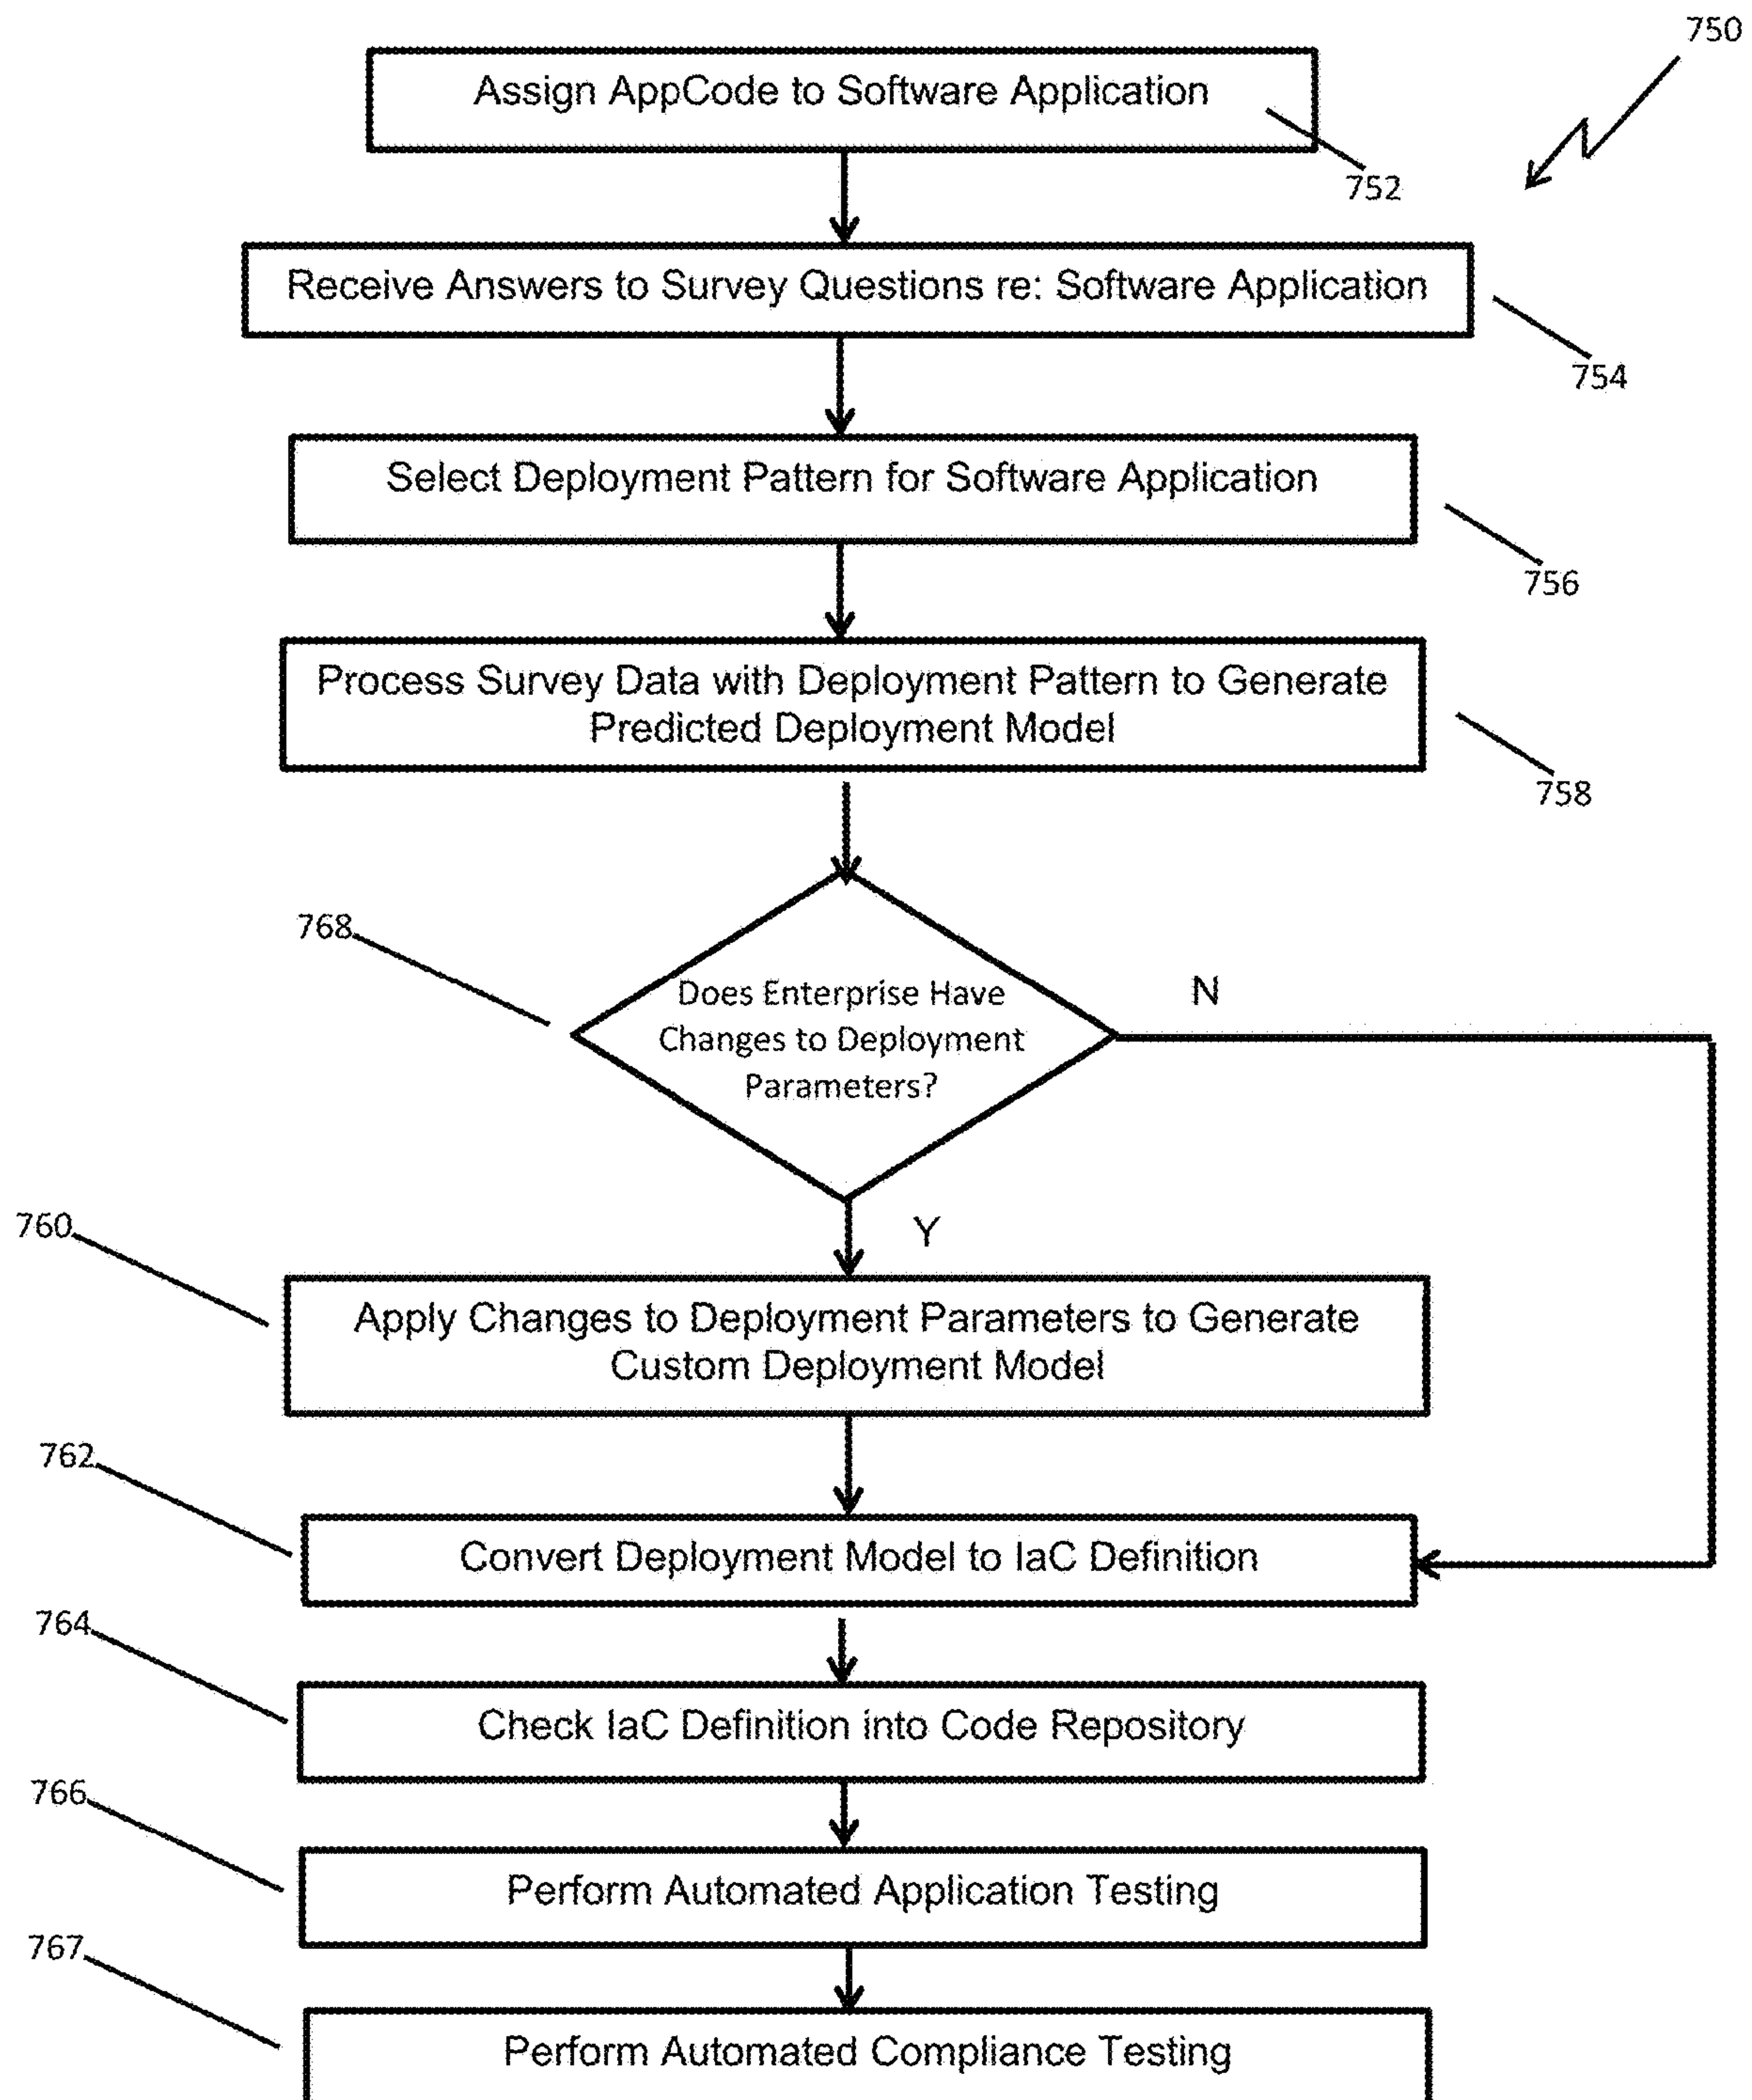 750
Assign AppCode to Software Application
752
Receive Answers to Survey Questions re: Software Application
754
Select Deployment Pattern for Software Application
756
Process Survey Data with Deployment Pattern to Generate
Predicted Deployment Model
758
768
Does Enterprise Have
Changes to Deployment
Parameters?
N
Y
760
Apply Changes to Deployment Parameters to Generate
Custom Deployment Model
762
Convert Deployment Model to IaC Definition
764
Check IaC Definition into Code Repository
766
Perform Automated Application Testing
767
Perform Automated Compliance Testing